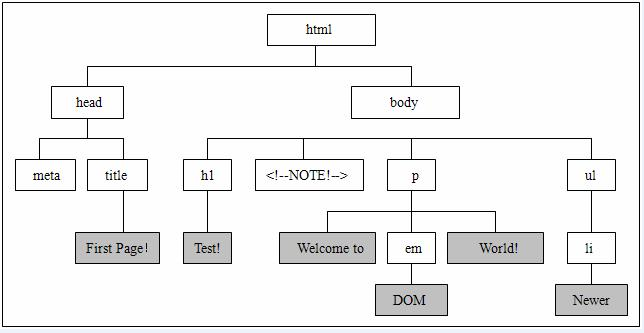 html
head
body
meta
title
h1
<!--NOTE!-->
p
ul
First Page!
Test!
Welcome to
em
World!
li
DOM
Newer